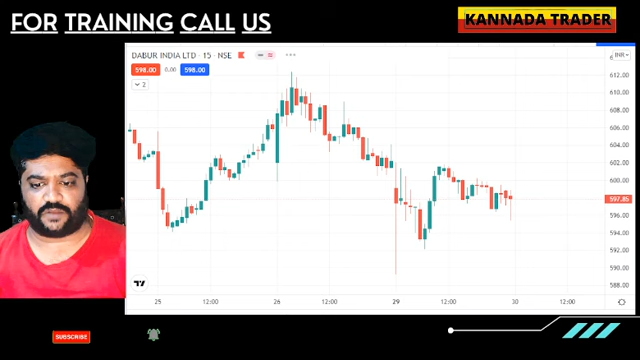 FOR TRAINING CALL US
KANNADA TRADER
DABUR INDIA LTD · 15 · NSE
INR
598.00 0.00 598.00
2
612.00
610.00
608.00
606.00
604.00
602.00
600.00
597.85
596.00
594.00
592.00
590.00
588.00
25 12:00 26 12:00 29 12:00 30 12:00
SUBSCRIBE